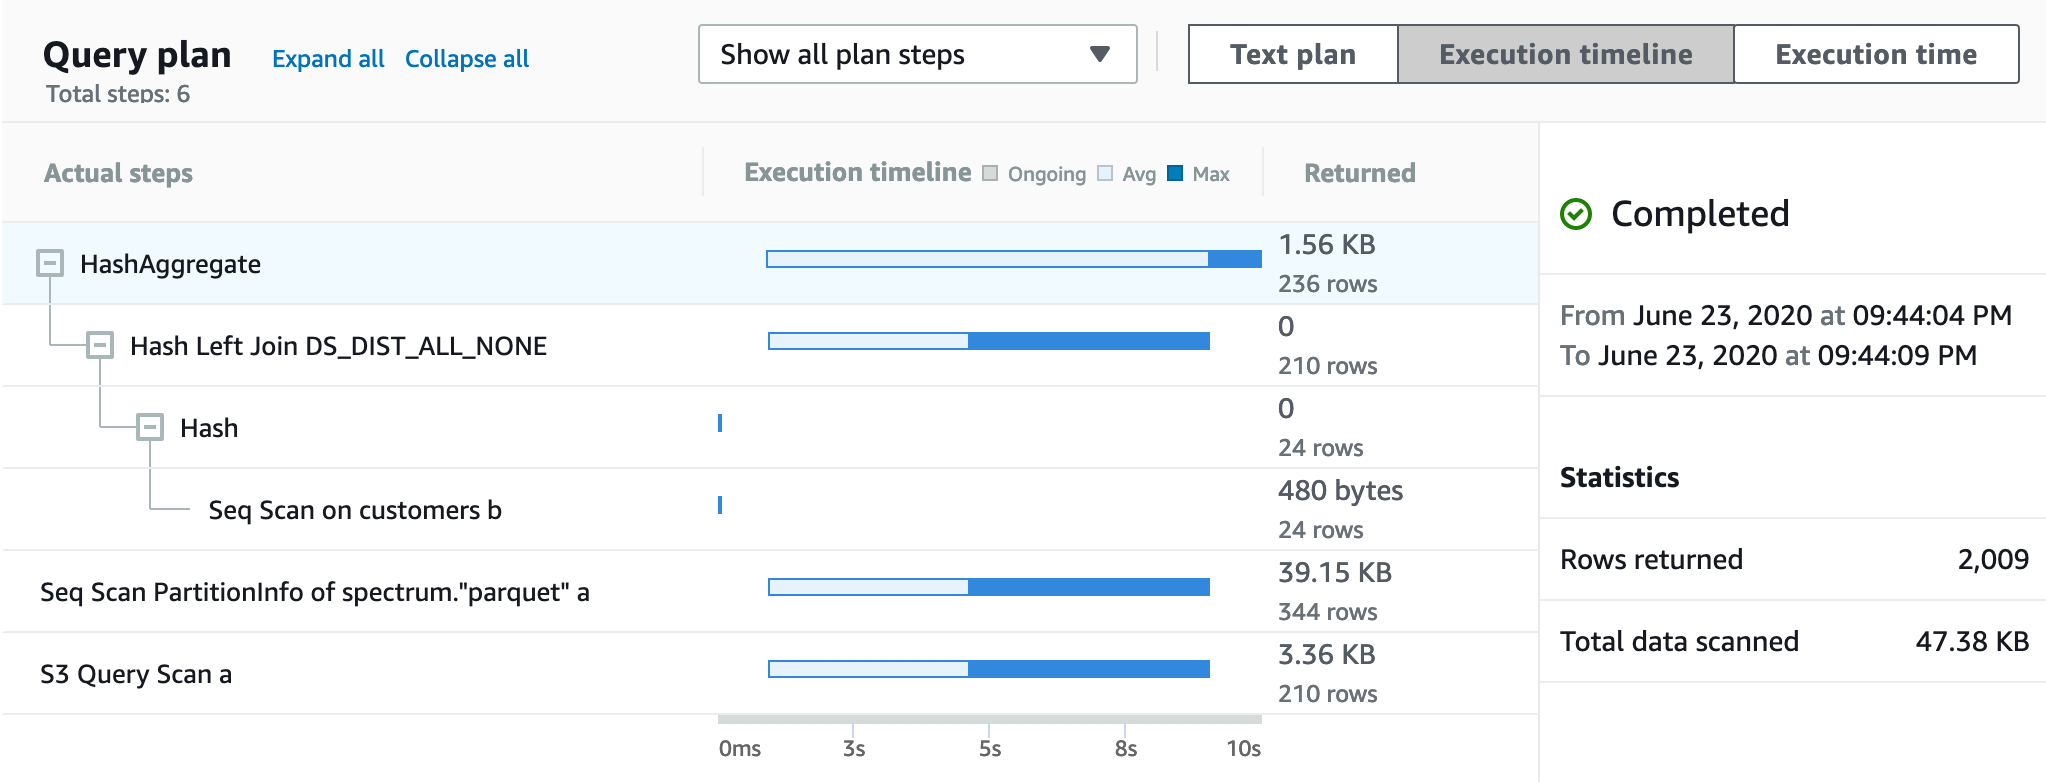 Query plan
Expand all
Collapse all
Show all plan steps
Text plan
Execution timeline
Execution time
Total steps: 6
Actual steps
Execution timeline
Ongoing
Avg
Max
Returned
HashAggregate
1.56 KB
236 rows
Hash Left Join DS_DIST_ALL_NONE
0
210 rows
Hash
0
24 rows
Seq Scan on customers b
480 bytes
24 rows
Seq Scan PartitionInfo of spectrum."parquet" a
39.15 KB
344 rows
S3 Query Scan a
3.36 KB
210 rows
0ms
3s
5s
8s
10s
Completed
From June 23, 2020 at 09:44:04 PM
To June 23, 2020 at 09:44:09 PM
Statistics
Rows returned 2,009
Total data scanned 47.38 KB